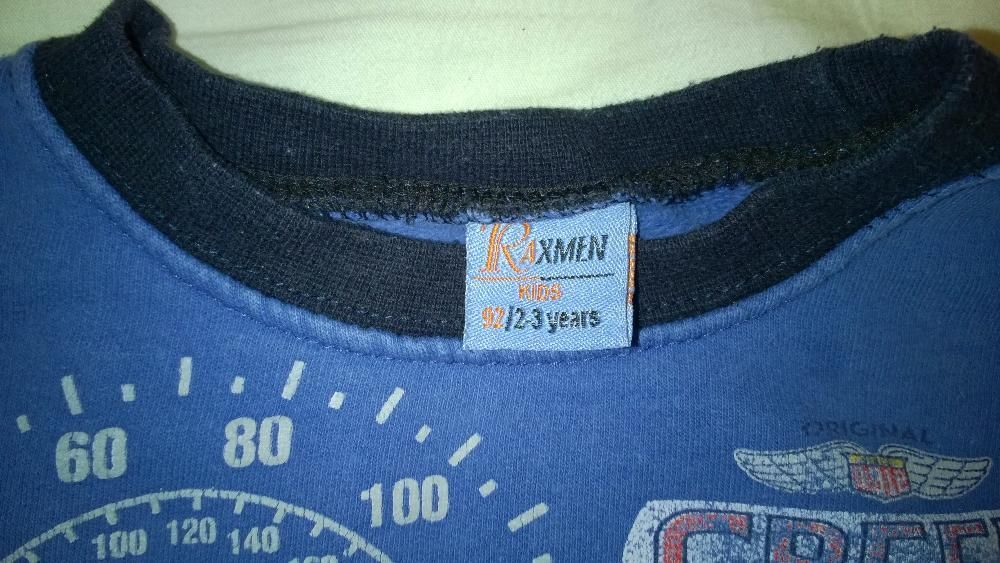 RAXMEN
KIDS
92/2-3 years
60
80
100
100 120 140
ORIGINAL